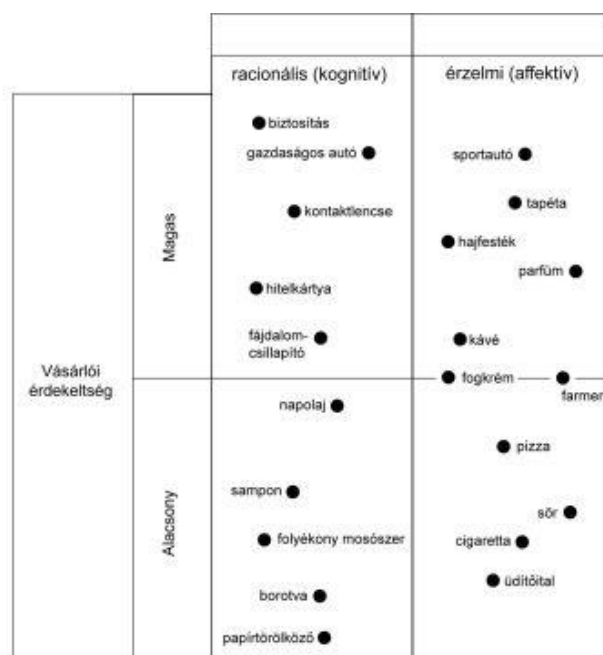 racionális (kognitív)
érzelmi (affektív)
Vásárlói
érdekeltség
Magas
Alacsony
biztosítás
gazdaságos autó
kontaktlencse
hitelkártya
fájdalom-
csillapító
sportautó
tapéta
hajfesték
parfüm
kávé
fogkrém
farmer
napolaj
sampon
folyékony mosószer
borotva
papírtörölköző
pizza
sör
cigaretta
üdítőital